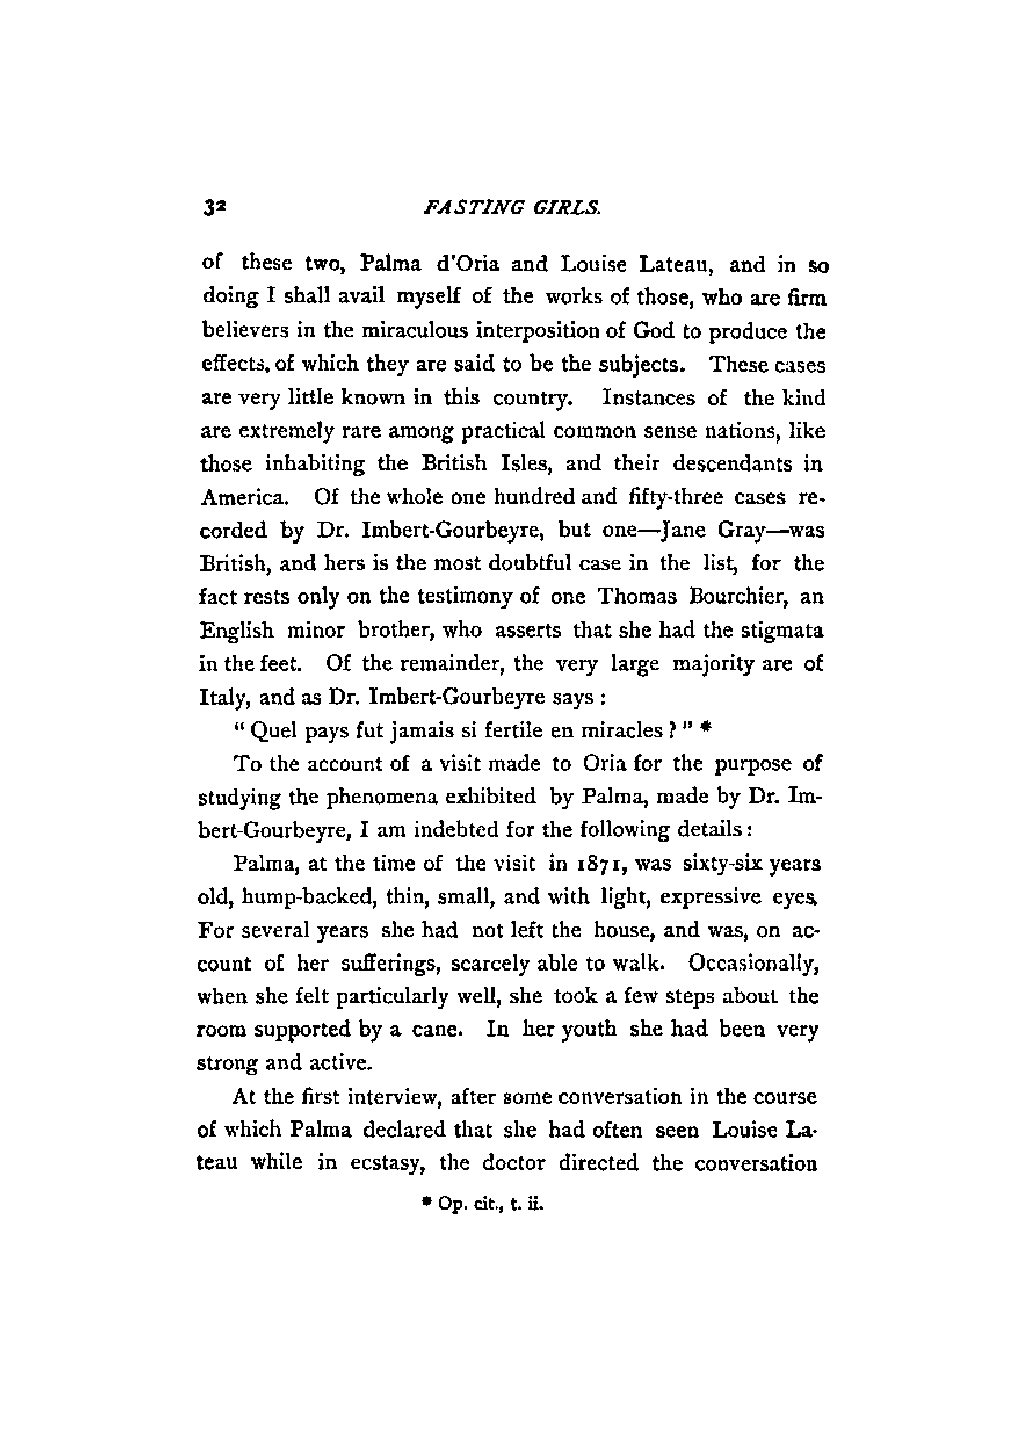 32 FASTING GIRLS.
of these two, Palma d'Oria and Louise Lateau, and in so
doing I shall avail myself of the works of those, who are firm
believers in the miraculous interposition of God to produce the
effects, of which they are said to be the subjects. These cases
are very little known in this country. Instances of the kind
are extremely rare among practical common sense nations, like
those inhabiting the British Isles, and their descendants in
America. Of the whole one hundred and fifty-three cases re-
corded by Dr. Imbert-Gourbeyre, but one—Jane Gray—was
British, and hers is the most doubtful case in the list, for the
fact rests only on the testimony of one Thomas Bourchier, an
English minor brother, who asserts that she had the stigmata
in the feet. Of the remainder, the very large majority are of
Italy, and as Dr. Imbert-Gourbeyre says :
“ Quel pays fut jamais si fertile en miracles ? ” *
To the account of a visit made to Oria for the purpose of
studying the phenomena exhibited by Palma, made by Dr. Im-
bert-Gourbeyre, I am indebted for the following details :
Palma, at the time of the visit in 1871, was sixty-six years
old, hump-backed, thin, small, and with light, expressive eyes.
For several years she had not left the house, and was, on ac-
count of her sufferings, scarcely able to walk. Occasionally,
when she felt particularly well, she took a few steps about the
room supported by a cane. In her youth she had been very
strong and active.
At the first interview, after some conversation in the course
of which Palma declared that she had often seen Louise La-
teau while in ecstasy, the doctor directed the conversation
* Op. cit., t. ii.